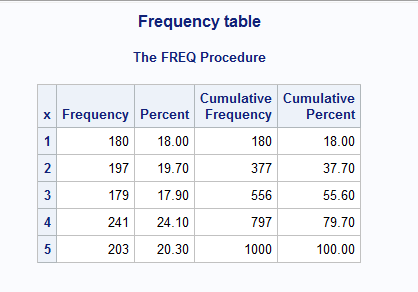 Frequency table
The FREQ Procedure
x Frequency Percent Cumulative Frequency Cumulative Percent
1 180 18.00 180 18.00
2 197 19.70 377 37.70
3 179 17.90 556 55.60
4 241 24.10 797 79.70
5 203 20.30 1000 100.00